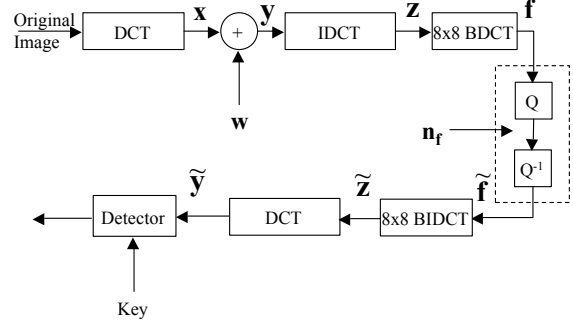 Original
Image
DCT
x
+
y
IDCT
z
8x8 BDCT
f
w
Q
n_f
Q⁻¹
ỹ
z̃
f̃
Detector
DCT
8x8 BIDCT
Key